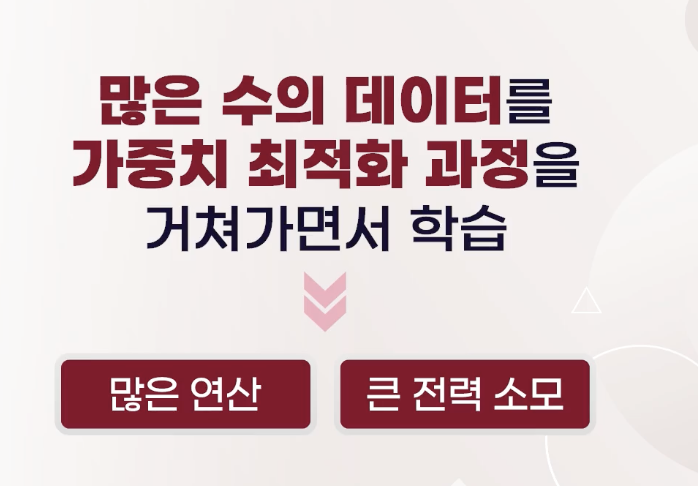 많은 수의 데이터를
가중치 최적화 과정을
거쳐가면서 학습
많은 연산
큰 전력 소모